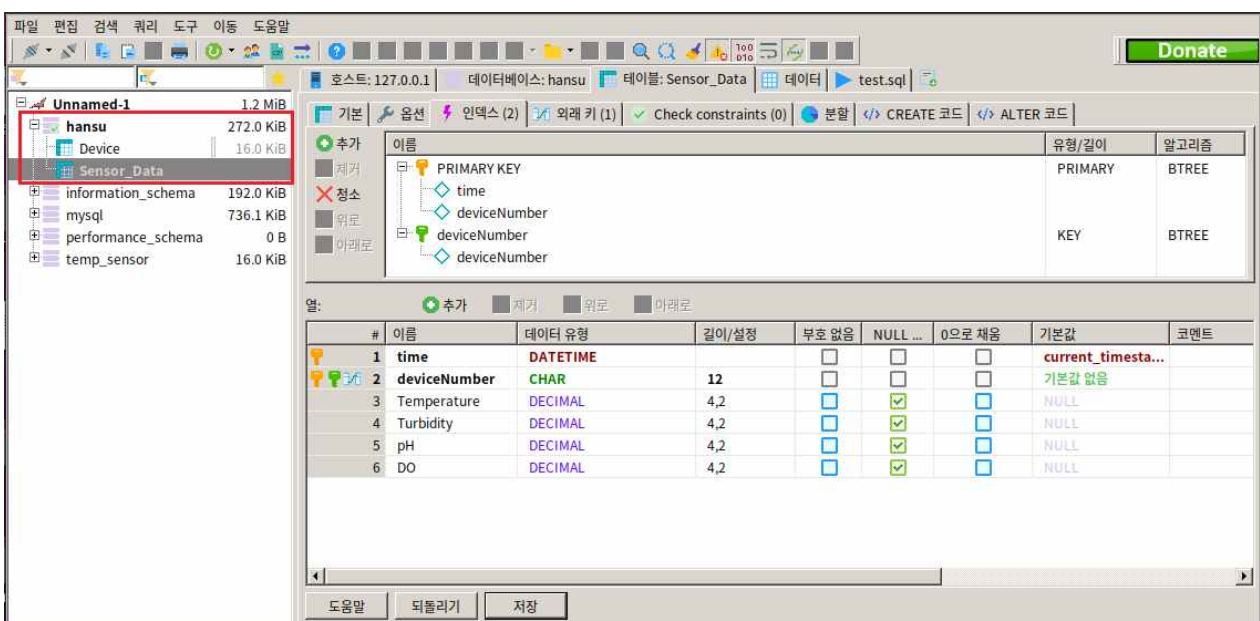 파일 편집 검색 쿼리 도구 이동 도움말
Donate
호스트: 127.0.0.1 데이터베이스: hansu 테이블: Sensor_Data 데이터 test.sql
Unnamed-1 1.2 MiB
hansu 272.0 KiB
Device 16.0 KiB
Sensor_Data
information_schema 192.0 KiB
mysql 736.1 KiB
performance_schema 0 B
temp_sensor 16.0 KiB
기본 옵션 인덱스 (2) 외래 키 (1) Check constraints (0) 분할 </> CREATE 코드 </> ALTER 코드
추가 이름 유형/길이 알고리즘
제거 PRIMARY KEY PRIMARY BTREE
청소 time
위로 deviceNumber
아래로 deviceNumber KEY BTREE
deviceNumber
열: 추가 제거 위로 아래로
# 이름 데이터 유형 길이/설정 부호 없음 NULL ... 0으로 채움 기본값 코멘트
1 time DATETIME current_timesta...
2 deviceNumber CHAR 12 기본값 없음
3 Temperature DECIMAL 4,2 NULL
4 Turbidity DECIMAL 4,2 NULL
5 pH DECIMAL 4,2 NULL
6 DO DECIMAL 4,2 NULL
도움말 되돌리기 저장